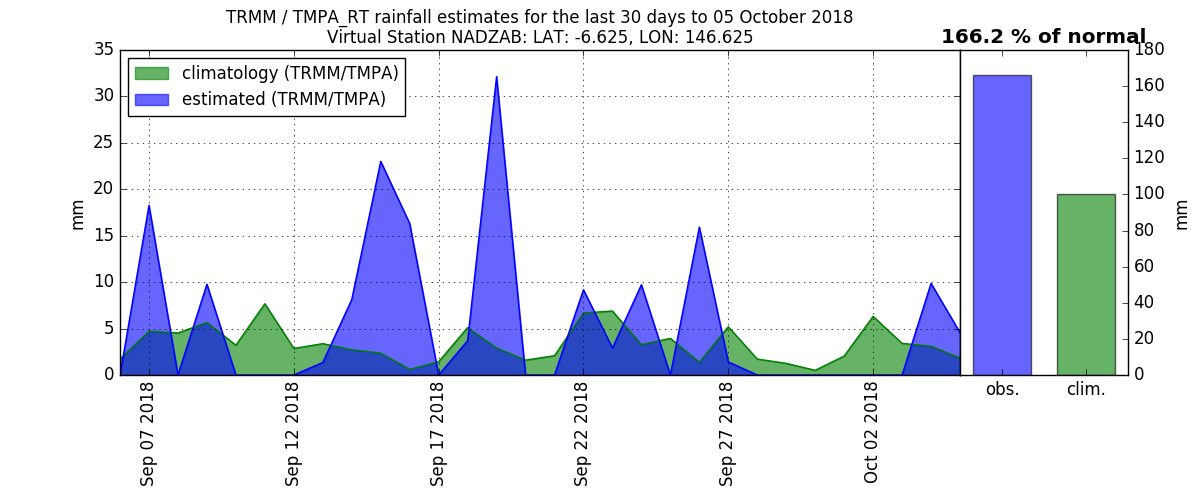 TRMM / TMPA_RT rainfall estimates for the last 30 days to 05 October 2018
Virtual Station NADZAB: LAT: -6.625, LON: 146.625
166.2 % of normal
climatology (TRMM/TMPA)
estimated (TRMM/TMPA)
35
30
25
20
15
10
5
0
mm
Sep 07 2018
Sep 12 2018
Sep 17 2018
Sep 22 2018
Sep 27 2018
Oct 02 2018
180
160
140
120
100
80
60
40
20
0
mm
obs.
clim.